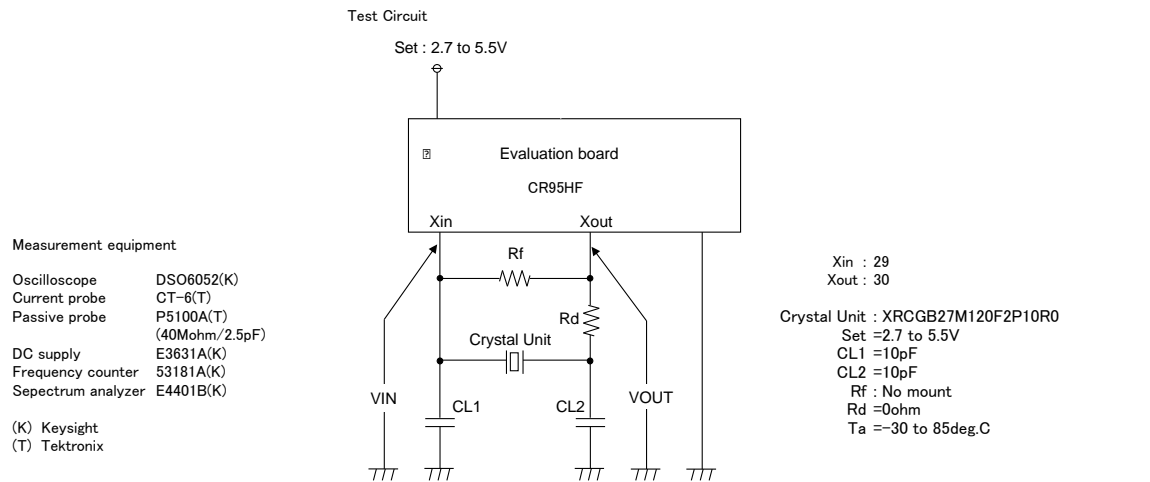 Test Circuit
Set : 2.7 to 5.5V
Evaluation board
CR95HF
Xin
Xout
Rf
Rd
Crystal Unit
VIN
CL1
CL2
VOUT
Measurement equipment
Oscilloscope DSO6052(K)
Current probe CT-6(T)
Passive probe P5100A(T)
(40Mohm/2.5pF)
DC supply E3631A(K)
Frequency counter 53181A(K)
Sepectrum analyzer E4401B(K)
(K) Keysight
(T) Tektronix
Xin : 29
Xout : 30
Crystal Unit : XRCGB27M120F2P10R0
Set =2.7 to 5.5V
CL1 =10pF
CL2 =10pF
Rf : No mount
Rd =0ohm
Ta =-30 to 85deg.C